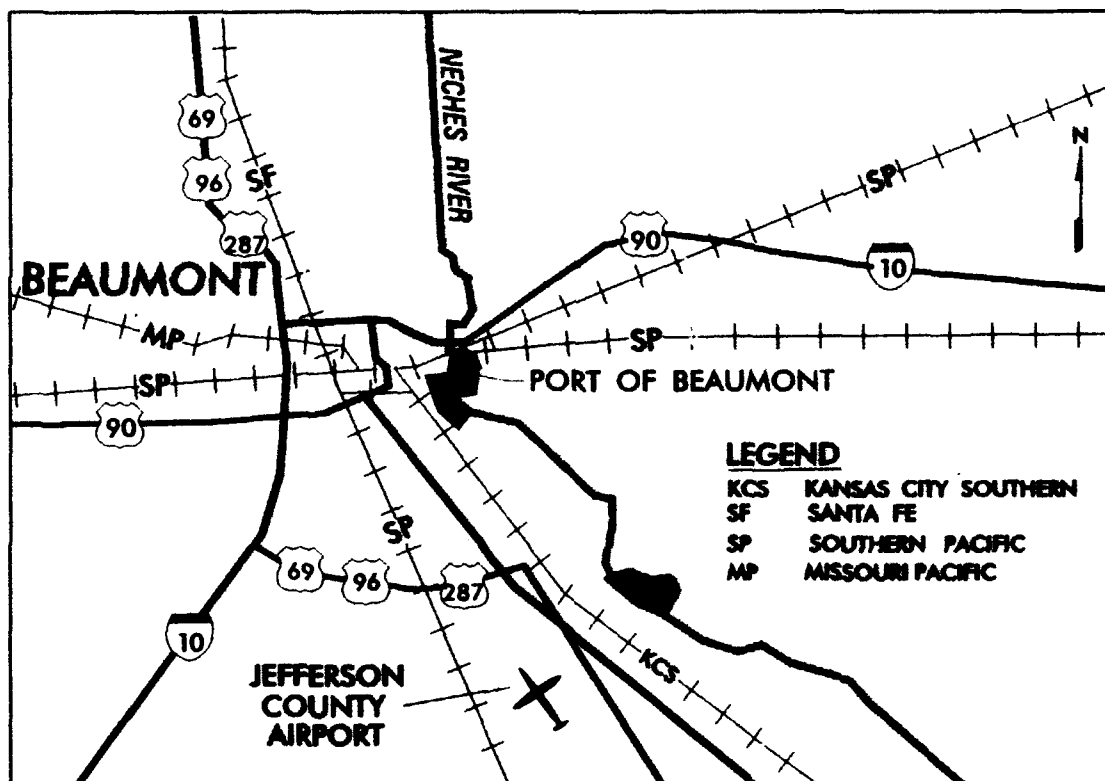 69
96
287
SF
NECHES RIVER
SP
N
90
10
BEAUMONT
MP
SP
SP
PORT OF BEAUMONT
90
LEGEND
KCS KANSAS CITY SOUTHERN
SF SANTA FE
SP SOUTHERN PACIFIC
MP MISSOURI PACIFIC
SP
69
96
287
10
KCS
JEFFERSON
COUNTY
AIRPORT